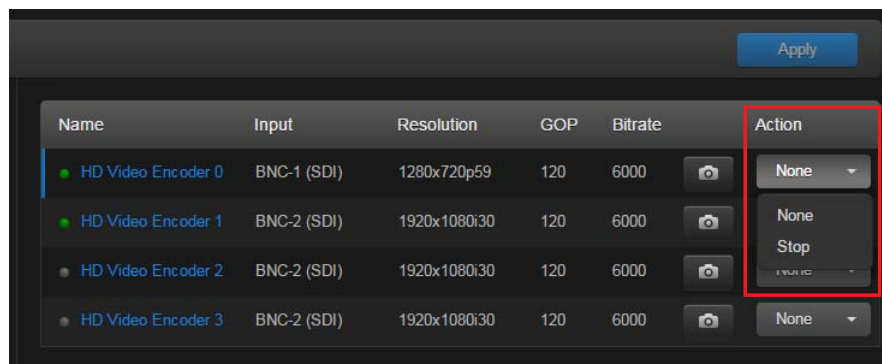 Apply
Name Input Resolution GOP Bitrate Action
HD Video Encoder 0 BNC-1 (SDI) 1280x720p59 120 6000 None
HD Video Encoder 1 BNC-2 (SDI) 1920x1080i30 120 6000 None
Stop
HD Video Encoder 2 BNC-2 (SDI) 1920x1080i30 120 6000 None
HD Video Encoder 3 BNC-2 (SDI) 1920x1080i30 120 6000 None